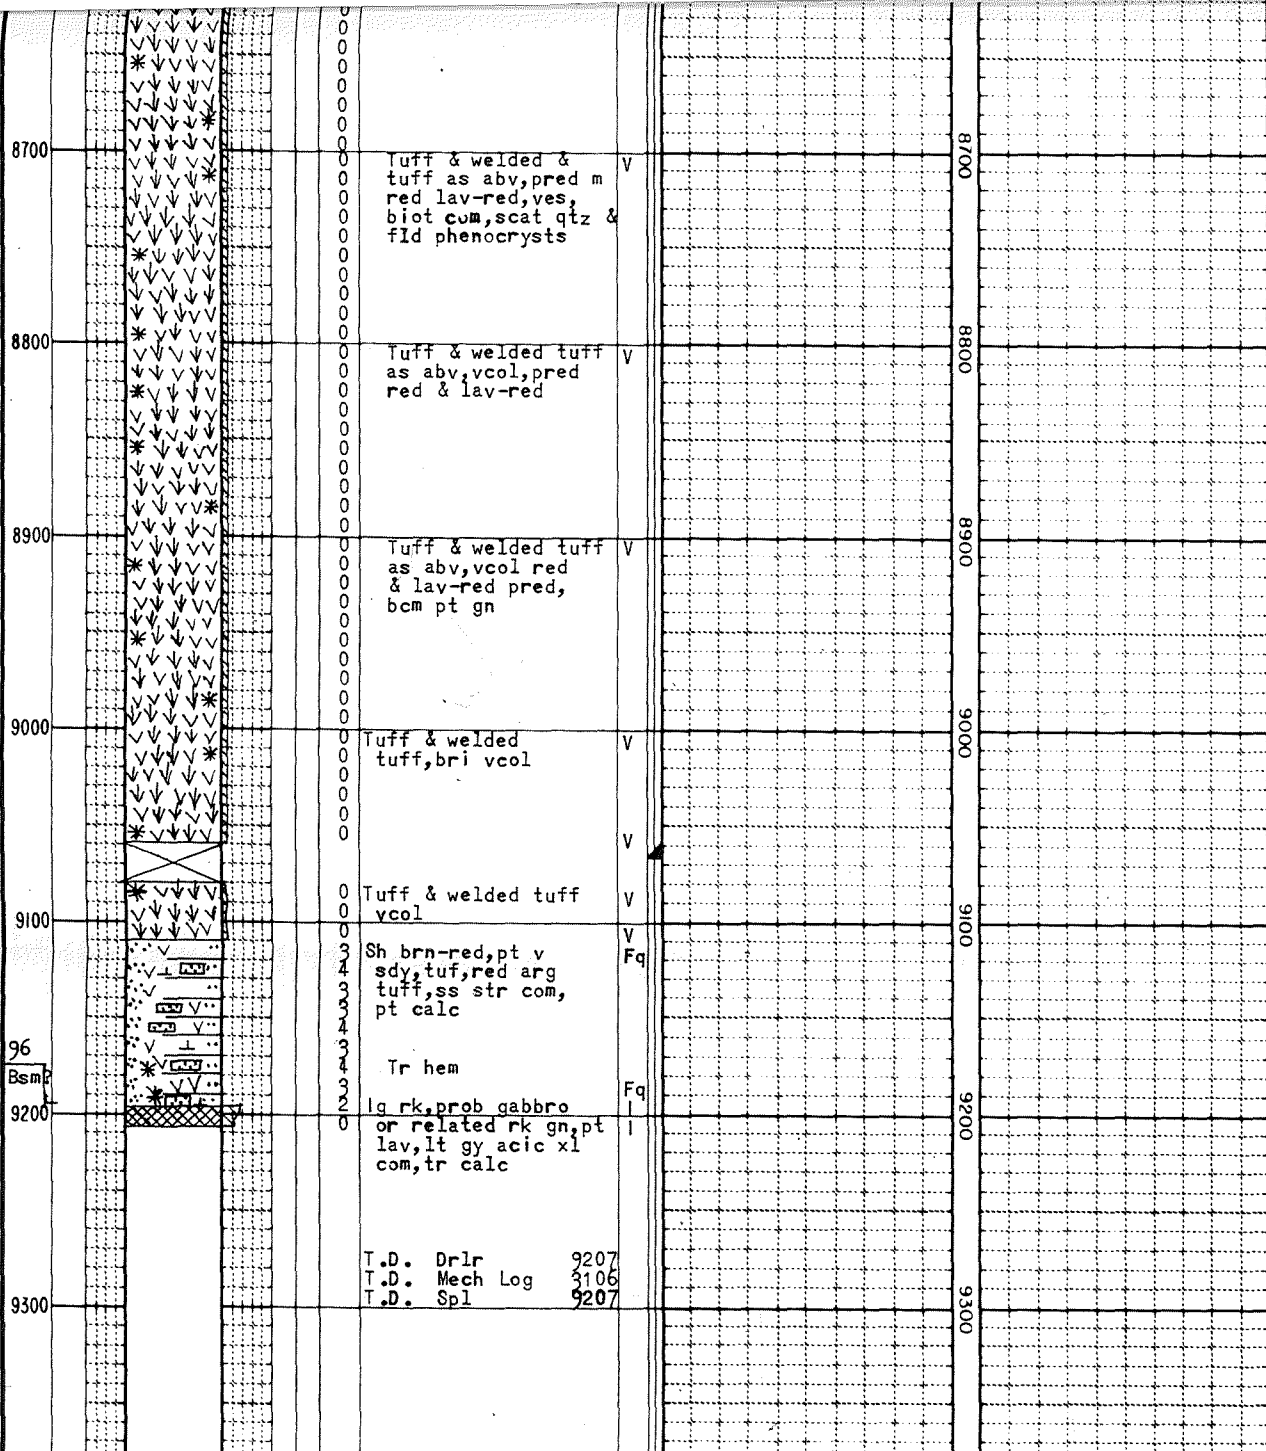 8700
Tuff & welded &
tuff as abv,pred m
red lav-red,ves,
biot com,scat qtz &
fld phenocrysts
V
8700
8800
Tuff & welded tuff
as abv,vcol,pred
red & lav-red
V
8800
8900
Tuff & welded tuff
as abv,vcol red
& lav-red pred,
bcm pt gn
V
8900
9000
Tuff & welded
tuff,bri vcol
V
9000
V
Tuff & welded tuff
vcol
V
9100
V
9100
Sh brn-red,pt v
sdy,tuf,red arg
tuff,ss str com,
pt calc
Fq
96
Bsm?
Tr hem
Fq
9200
Ig rk,prob gabbro
or related rk gn,pt
lav,lt gy acic xl
com,tr calc
I
I
9200
T.D. Drlr 9207
T.D. Mech Log 3106
T.D. Spl 9207
9300
9300